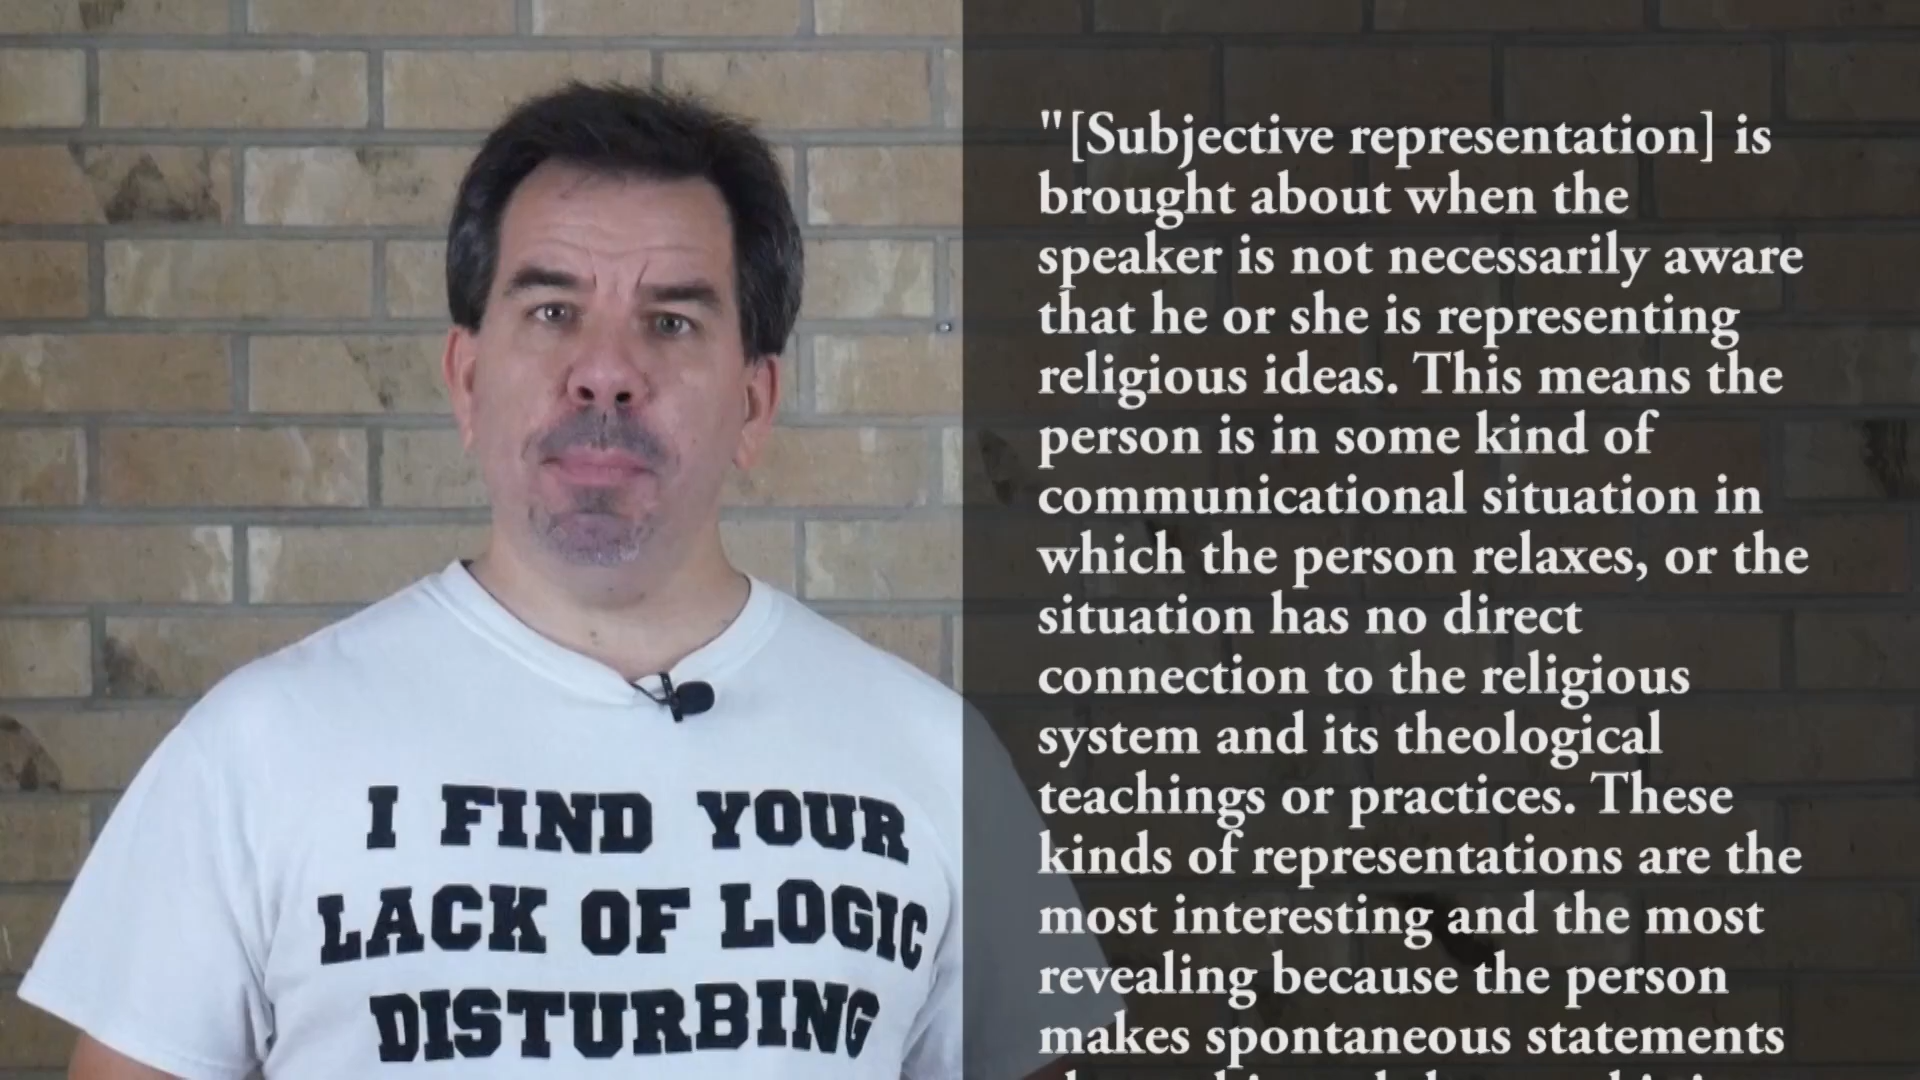 "[Subjective representation] is
brought about when the
speaker is not necessarily aware
that he or she is representing
religious ideas. This means the
person is in some kind of
communicational situation in
which the person relaxes, or the
situation has no direct
connection to the religious
system and its theological
teachings or practices. These
kinds of representations are the
most interesting and the most
revealing because the person
makes spontaneous statements
I FIND YOUR
LACK OF LOGIC
DISTURBING